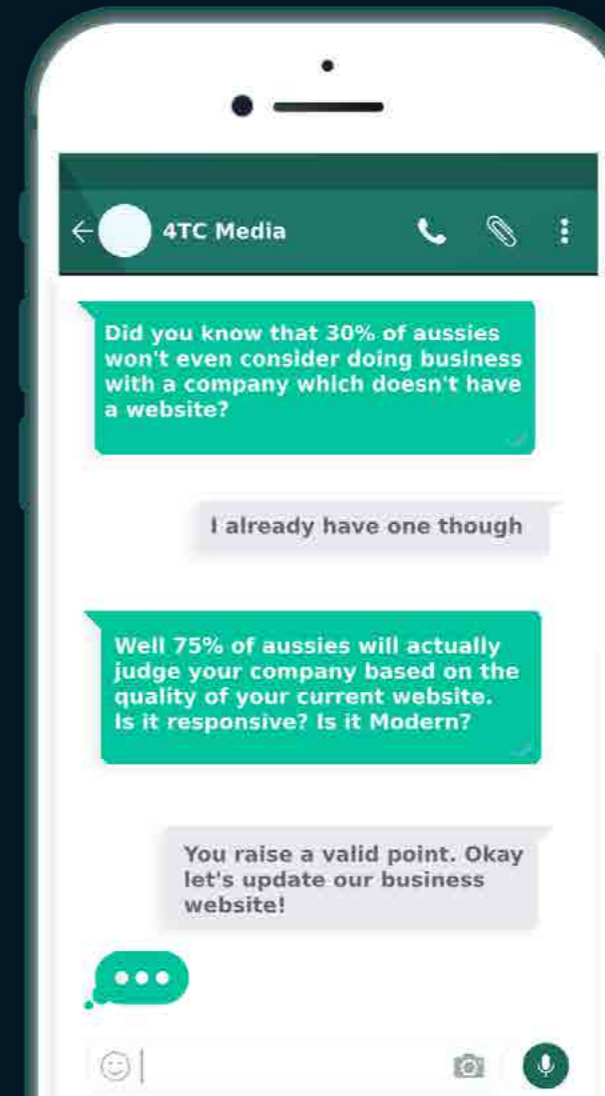 4TC Media
Did you know that 30% of aussies
won't even consider doing business
with a company which doesn't have
a website?
I already have one though
Well 75% of aussies will actually
judge your company based on the
quality of your current website.
Is it responsive? Is it Modern?
You raise a valid point. Okay
let's update our business
website!